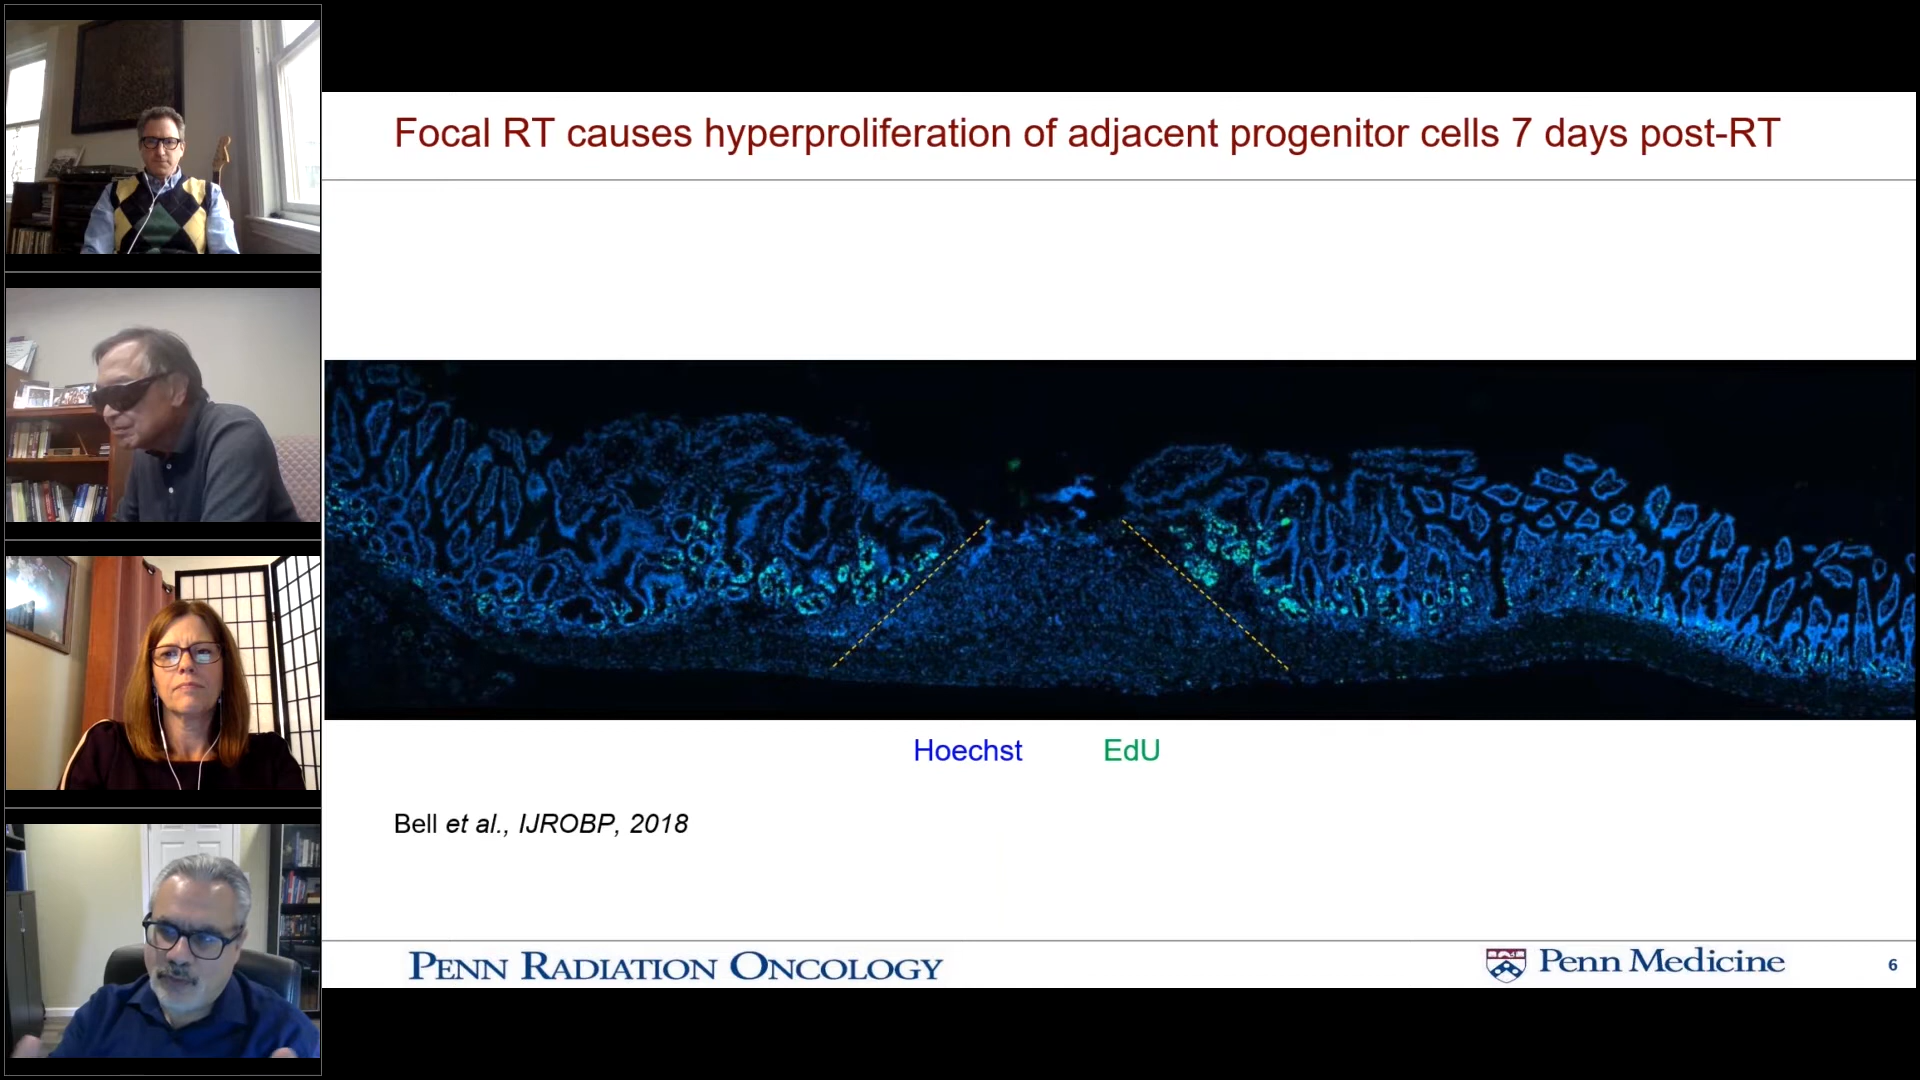 Focal RT causes hyperproliferation of adjacent progenitor cells 7 days post-RT
Hoechst EdU
Bell et al., IJROBP, 2018
PENN RADIATION ONCOLOGY
Penn Medicine
6